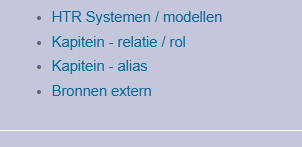 HTR Systemen / modellen
Kapitein - relatie / rol
Kapitein - alias
Bronnen extern